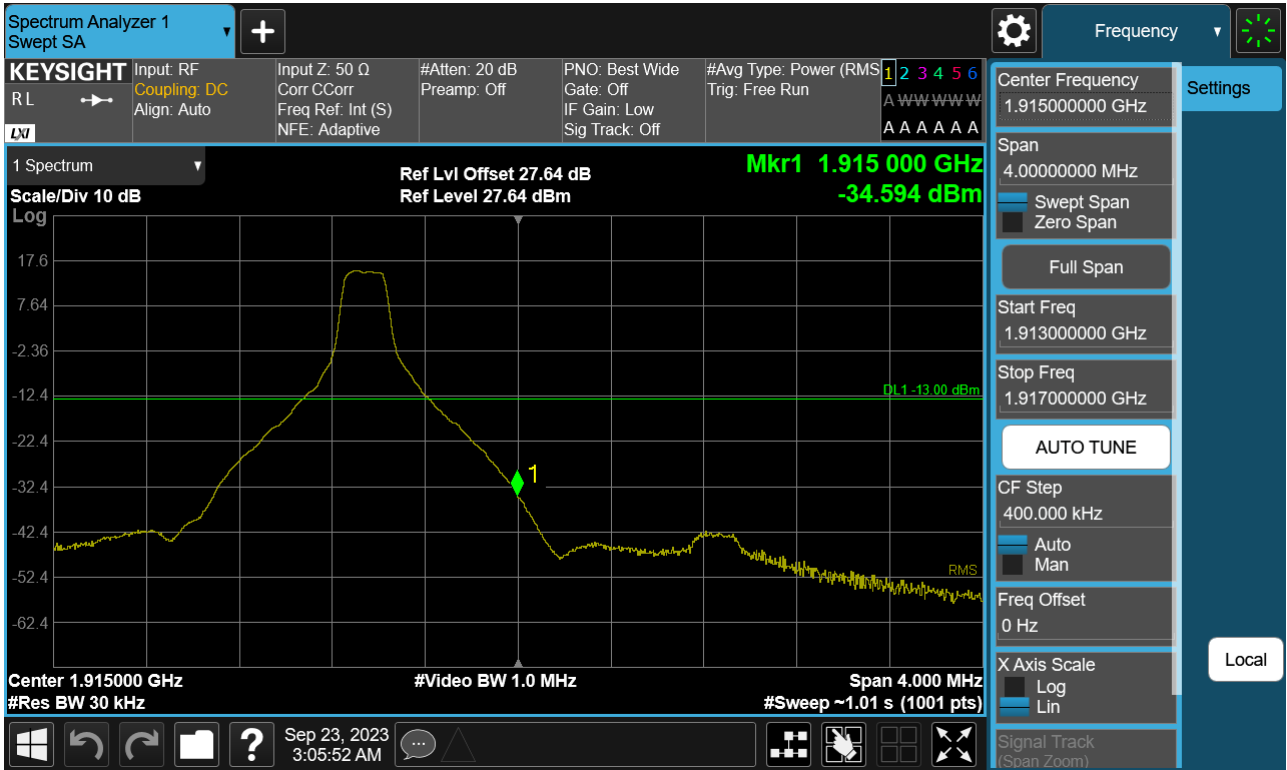 Spectrum Analyzer 1
Swept SA
Frequency
KEYSIGHT
R L
LXI
Input: RF
Coupling: DC
Align: Auto
Input Z: 50 Ω
Corr CCorr
Freq Ref: Int (S)
NFE: Adaptive
#Atten: 20 dB
Preamp: Off
PNO: Best Wide
Gate: Off
IF Gain: Low
Sig Track: Off
#Avg Type: Power (RMS
Trig: Free Run
1 2 3 4 5 6
A W W W W W
A A A A A A
1 Spectrum
Scale/Div 10 dB
Log
Ref Lvl Offset 27.64 dB
Ref Level 27.64 dBm
Mkr1 1.915 000 GHz
-34.594 dBm
17.6
7.64
-2.36
-12.4
-22.4
-32.4
-42.4
-52.4
-62.4
DL1 -13.00 dBm
1
RMS
Center 1.915000 GHz
#Video BW 1.0 MHz
Span 4.000 MHz
#Res BW 30 kHz
#Sweep ~1.01 s (1001 pts)
Center Frequency
1.915000000 GHz
Settings
Span
4.00000000 MHz
Swept Span
Zero Span
Full Span
Start Freq
1.913000000 GHz
Stop Freq
1.917000000 GHz
AUTO TUNE
CF Step
400.000 kHz
Auto
Man
Freq Offset
0 Hz
X Axis Scale
Log
Lin
Local
Signal Track
(Span Zoom)
?
Sep 23, 2023
3:05:52 AM